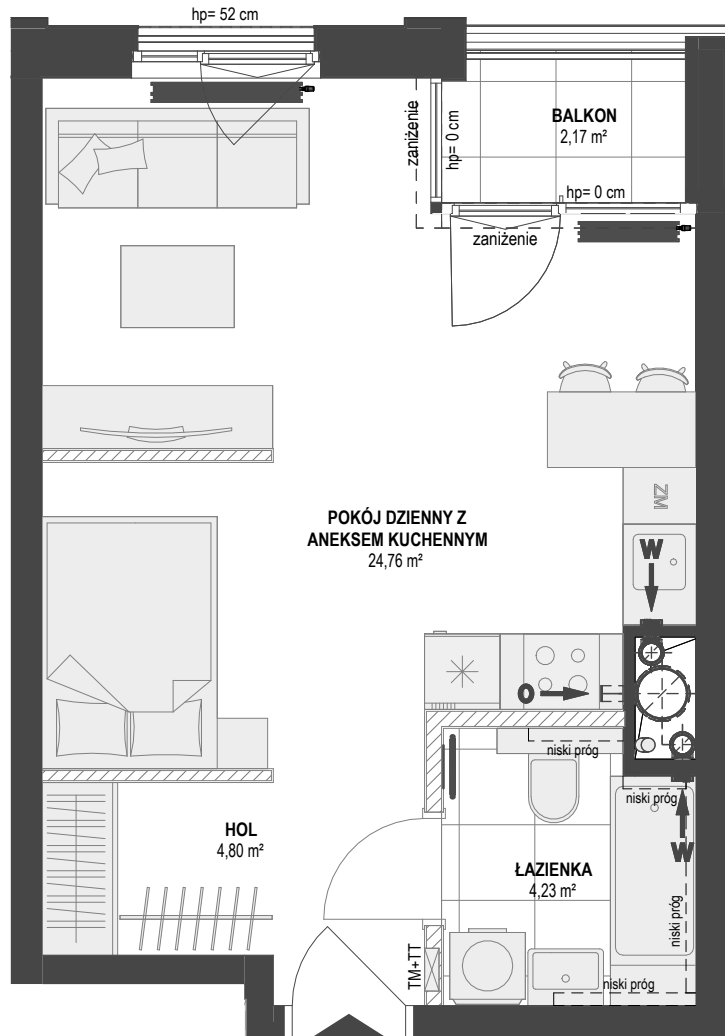 hp= 52 cm
BALKON
2,17 m²
zaniżenie
hp= 0 cm
hp= 0 cm
zaniżenie
ZM
POKÓJ DZIENNY Z
ANEKSEM KUCHENNYM
24,76 m²
W
O
niski próg
niski próg
HOL
4,80 m²
W
ŁAZIENKA
4,23 m²
niski próg
TM+TT
niski próg